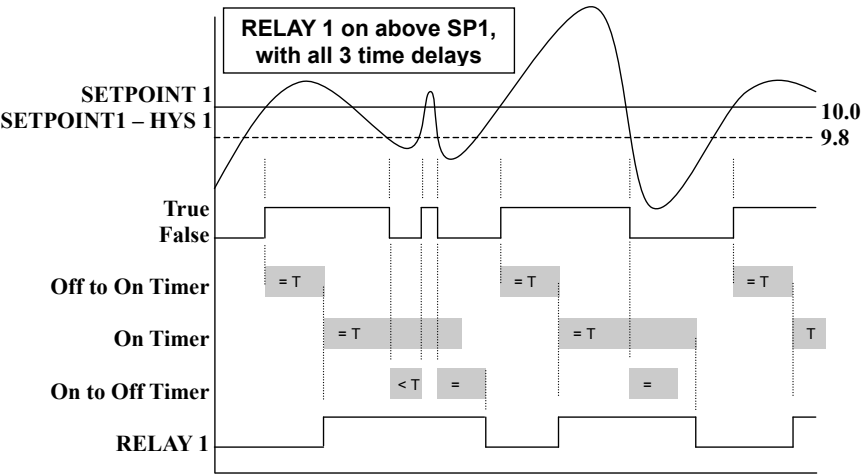 RELAY 1 on above SP1,
with all 3 time delays
SETPOINT 1
10.0
SETPOINT1 – HYS 1
9.8
True
False
Off to On Timer
= T
= T
= T
On Timer
= T
= T
T
On to Off Timer
< T
=
=
RELAY 1